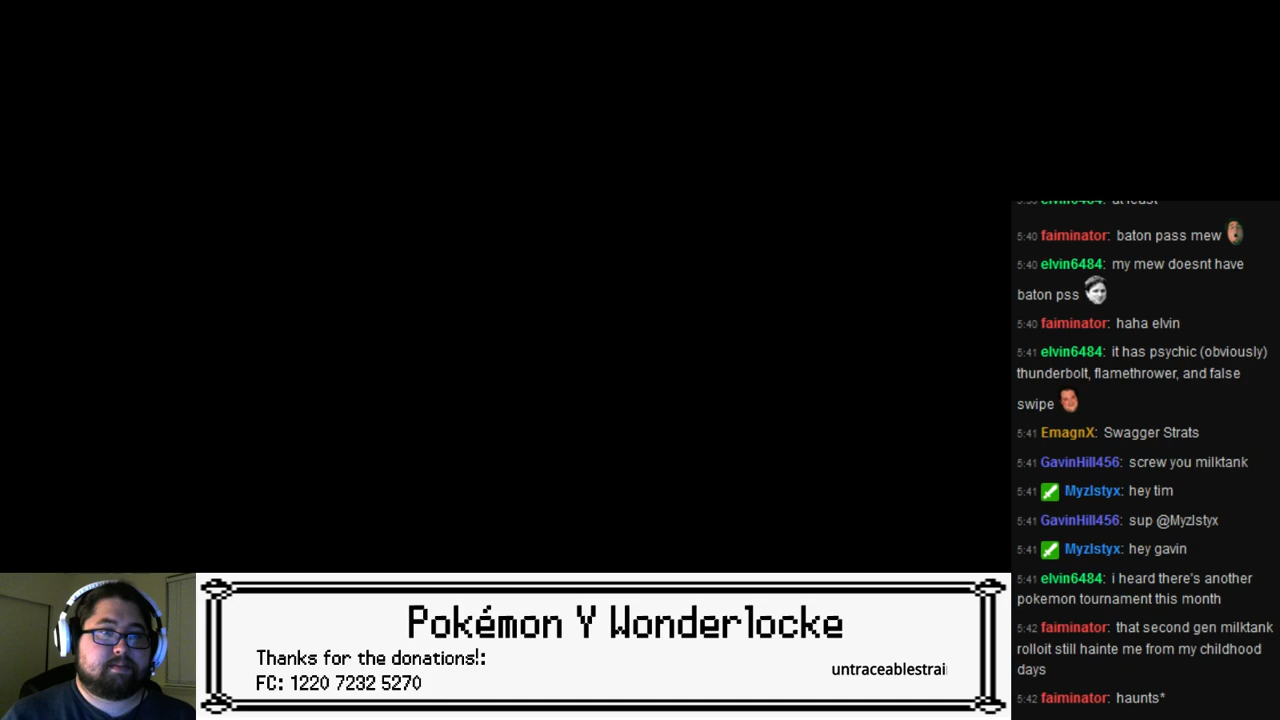 Pokémon Y Wonderlocke
Thanks for the donations!:
FC: 1220 7232 5270
untraceablestrai
5:40 faiminator: baton pass mew
5:40 elvin6484: my mew doesnt have
baton pss
5:40 faiminator: haha elvin
5:41 elvin6484: it has psychic (obviously)
thunderbolt, flamethrower, and false
swipe
5:41 EmagnX: Swagger Strats
5:41 GavinHill456: screw you milktank
5:41 MyzIstyx: hey tim
5:41 GavinHill456: sup @MyzIstyx
5:41 MyzIstyx: hey gavin
5:41 elvin6484: i heard there's another
pokemon tournament this month
5:42 faiminator: that second gen milktank
rolloit still hainte me from my childhood
days
5:42 faiminator: haunts*